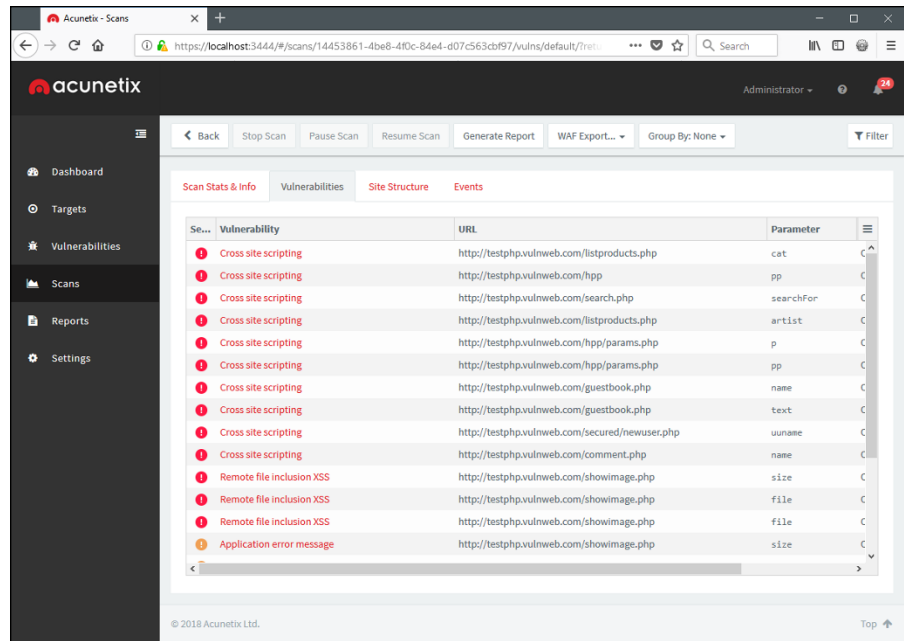 Acunetix - Scans
https://localhost:3444/#/scans/14453861-4be8-4f0c-84e4-d07c563cbf97/vulns/default/?retu
Search
acunetix
Administrator
24
Back Stop Scan Pause Scan Resume Scan Generate Report WAF Export... Group By: None Filter
Dashboard
Targets
Vulnerabilities
Scans
Reports
Settings
Scan Stats & Info Vulnerabilities Site Structure Events
Se... Vulnerability URL Parameter
Cross site scripting http://testphp.vulnweb.com/listproducts.php cat
Cross site scripting http://testphp.vulnweb.com/hpp pp
Cross site scripting http://testphp.vulnweb.com/search.php searchFor
Cross site scripting http://testphp.vulnweb.com/listproducts.php artist
Cross site scripting http://testphp.vulnweb.com/hpp/params.php p
Cross site scripting http://testphp.vulnweb.com/hpp/params.php pp
Cross site scripting http://testphp.vulnweb.com/guestbook.php name
Cross site scripting http://testphp.vulnweb.com/guestbook.php text
Cross site scripting http://testphp.vulnweb.com/secured/newuser.php uuname
Cross site scripting http://testphp.vulnweb.com/comment.php name
Remote file inclusion XSS http://testphp.vulnweb.com/showimage.php size
Remote file inclusion XSS http://testphp.vulnweb.com/showimage.php file
Remote file inclusion XSS http://testphp.vulnweb.com/showimage.php file
Application error message http://testphp.vulnweb.com/showimage.php size
© 2018 Acunetix Ltd. Top